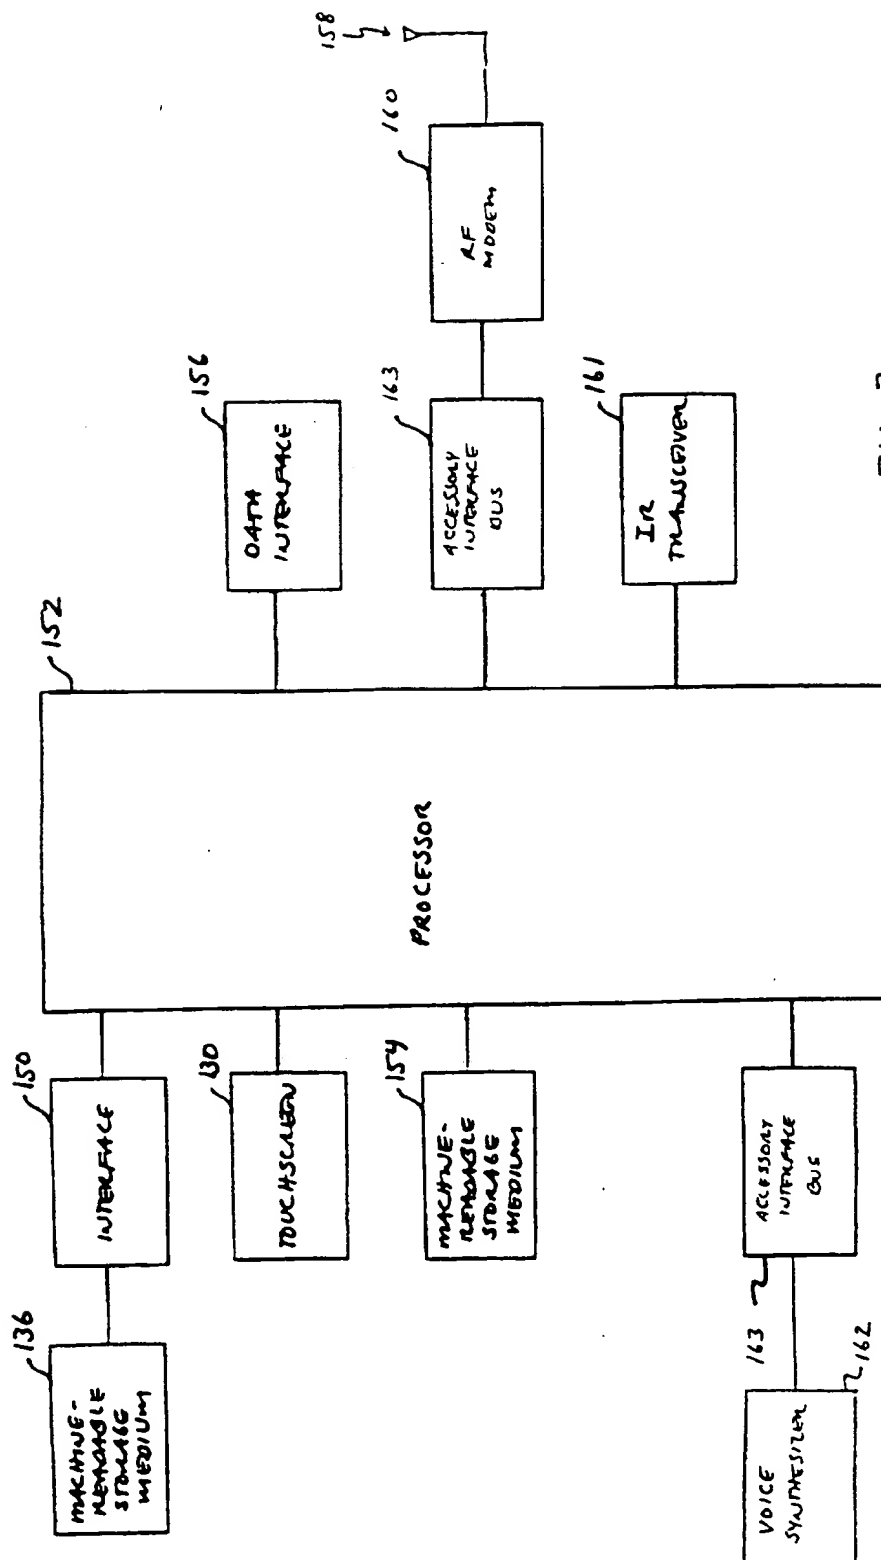 136
MACHINE-
READABLE
STORAGE
MEDIUM
150
INTERFACE
130
TOUCHSCREEN
154
MACHINE-
READABLE
STORAGE
MEDIUM
163
ACCESSORY
INTERFACE
BUS
162
VOICE
SYNTHESIZER
152
PROCESSOR
156
DATA
INTERFACE
163
ACCESSORY
INTERFACE
BUS
161
IR
TRANSCEIVER
160
RF
MODEM
158